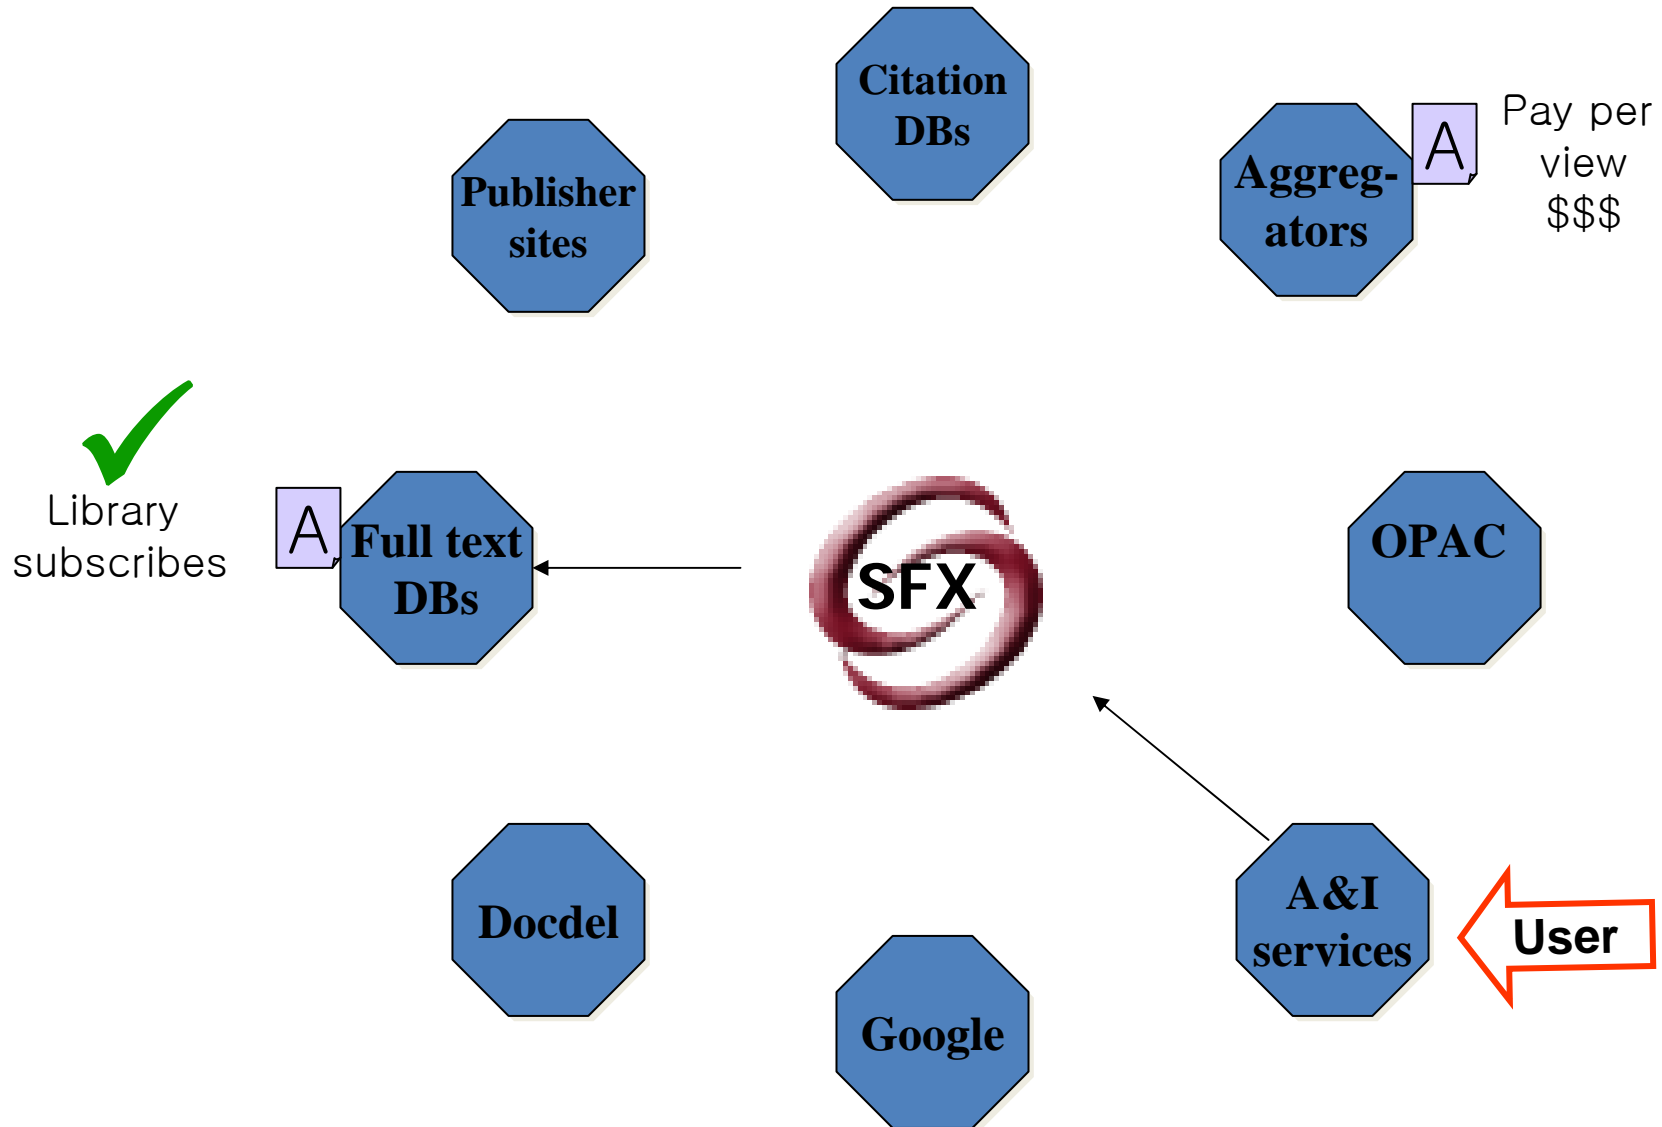 Citation
DBs
Publisher
sites
Aggreg-
ators
A
Pay per
view
$$$
Library
subscribes
A
Full text
DBs
SFX
OPAC
Docdel
Google
A&I
services
User